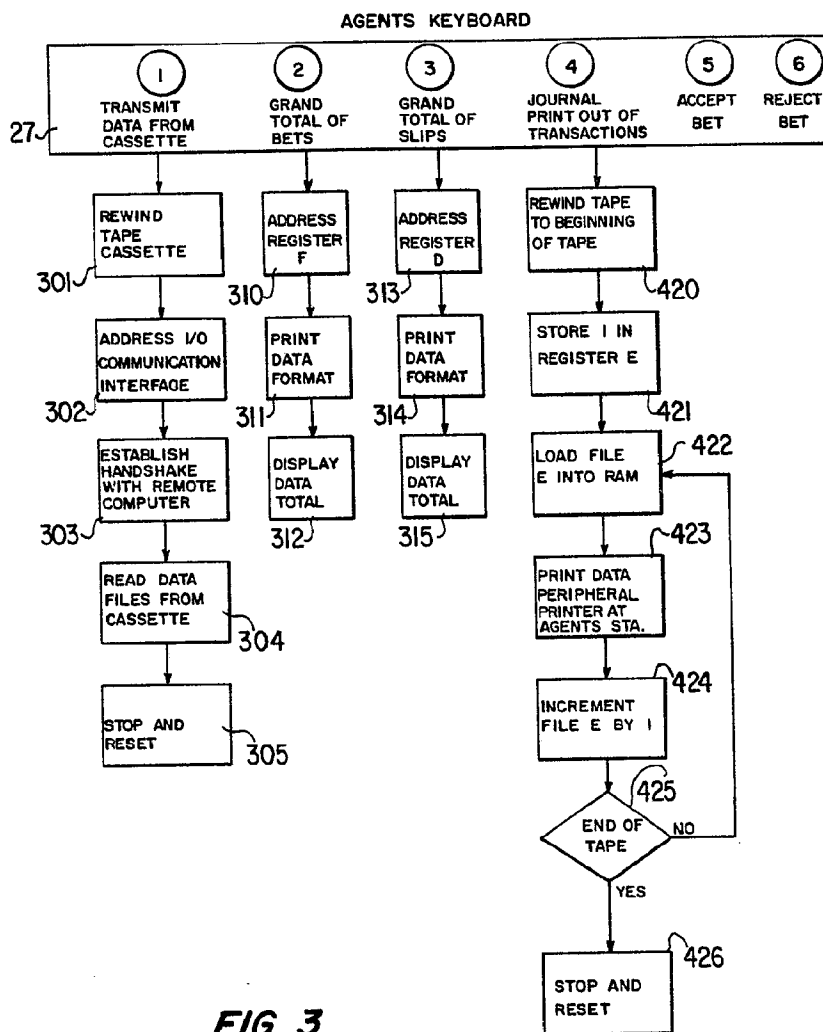 AGENTS KEYBOARD
1
2
3
4
5
6
TRANSMIT
DATA FROM
CASSETTE
GRAND
TOTAL OF
BETS
GRAND
TOTAL OF
SLIPS
JOURNAL
PRINT OUT OF
TRANSACTIONS
ACCEPT
BET
REJECT
BET
27
REWIND
TAPE
CASSETTE
301
ADDRESS I/O
COMMUNICATION
INTERFACE
302
ESTABLISH
HANDSHAKE
WITH REMOTE
COMPUTER
303
READ DATA
FILES FROM
CASSETTE
304
STOP AND
RESET
305
ADDRESS
REGISTER
F
310
PRINT
DATA
FORMAT
311
DISPLAY
DATA
TOTAL
312
ADDRESS
REGISTER
D
313
PRINT
DATA
FORMAT
314
DISPLAY
DATA
TOTAL
315
REWIND TAPE
TO BEGINNING
OF TAPE
420
STORE 1 IN
REGISTER E
421
LOAD FILE
E INTO RAM
422
PRINT DATA
PERIPHERAL
PRINTER AT
AGENTS STA.
423
INCREMENT
FILE E BY 1
424
END OF
TAPE
425
NO
YES
STOP AND
RESET
426
FIG 3